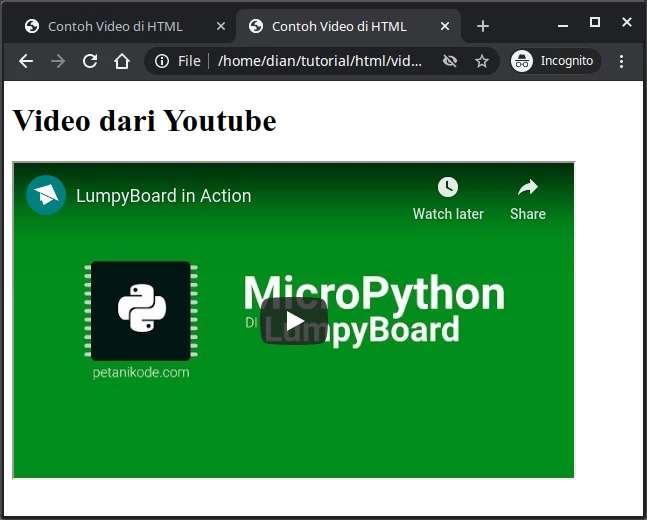 Contoh Video di HTML
Contoh Video di HTML
File
/home/dian/tutorial/html/vid...
Incognito
Video dari Youtube
LumpyBoard in Action
Watch later
Share
MicroPython
DI LumpyBoard
petanikode.com